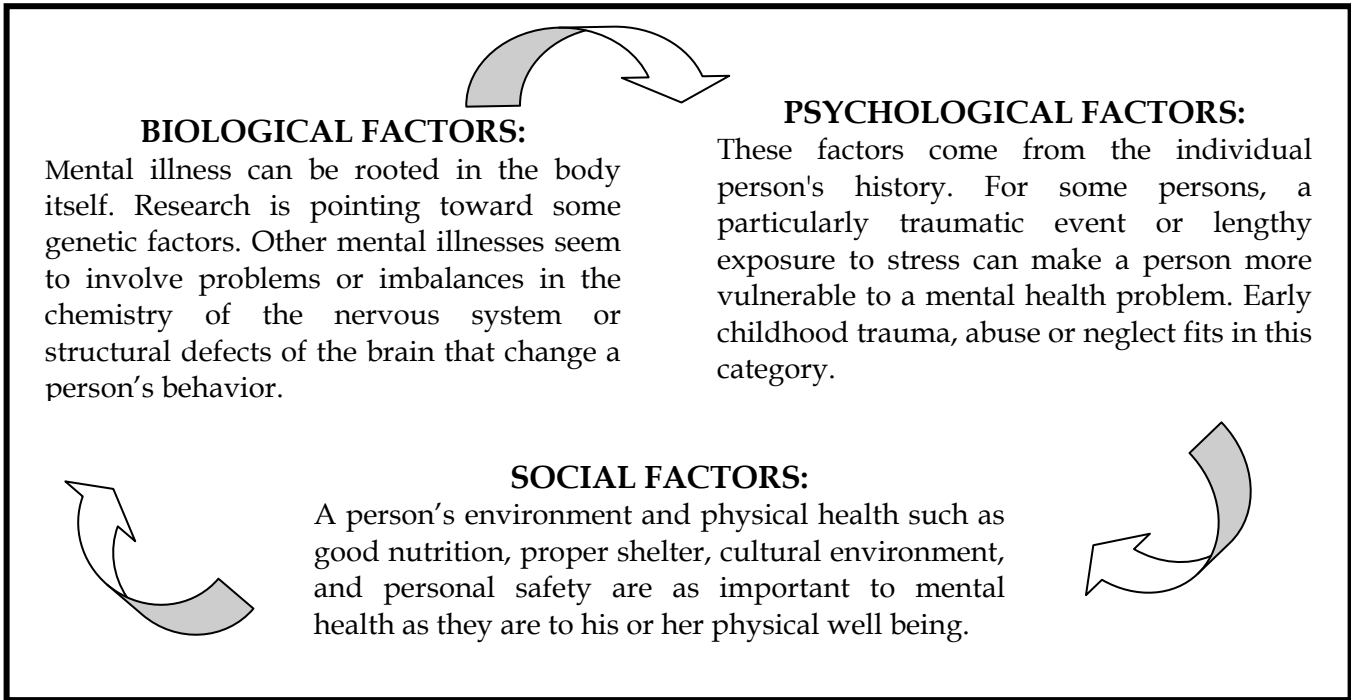 BIOLOGICAL FACTORS:
Mental illness can be rooted in the body
itself. Research is pointing toward some
genetic factors. Other mental illnesses seem
to involve problems or imbalances in the
chemistry of the nervous system or
structural defects of the brain that change a
person’s behavior.
PSYCHOLOGICAL FACTORS:
These factors come from the individual
person's history. For some persons, a
particularly traumatic event or lengthy
exposure to stress can make a person more
vulnerable to a mental health problem. Early
childhood trauma, abuse or neglect fits in this
category.
SOCIAL FACTORS:
A person’s environment and physical health such as
good nutrition, proper shelter, cultural environment,
and personal safety are as important to mental
health as they are to his or her physical well being.